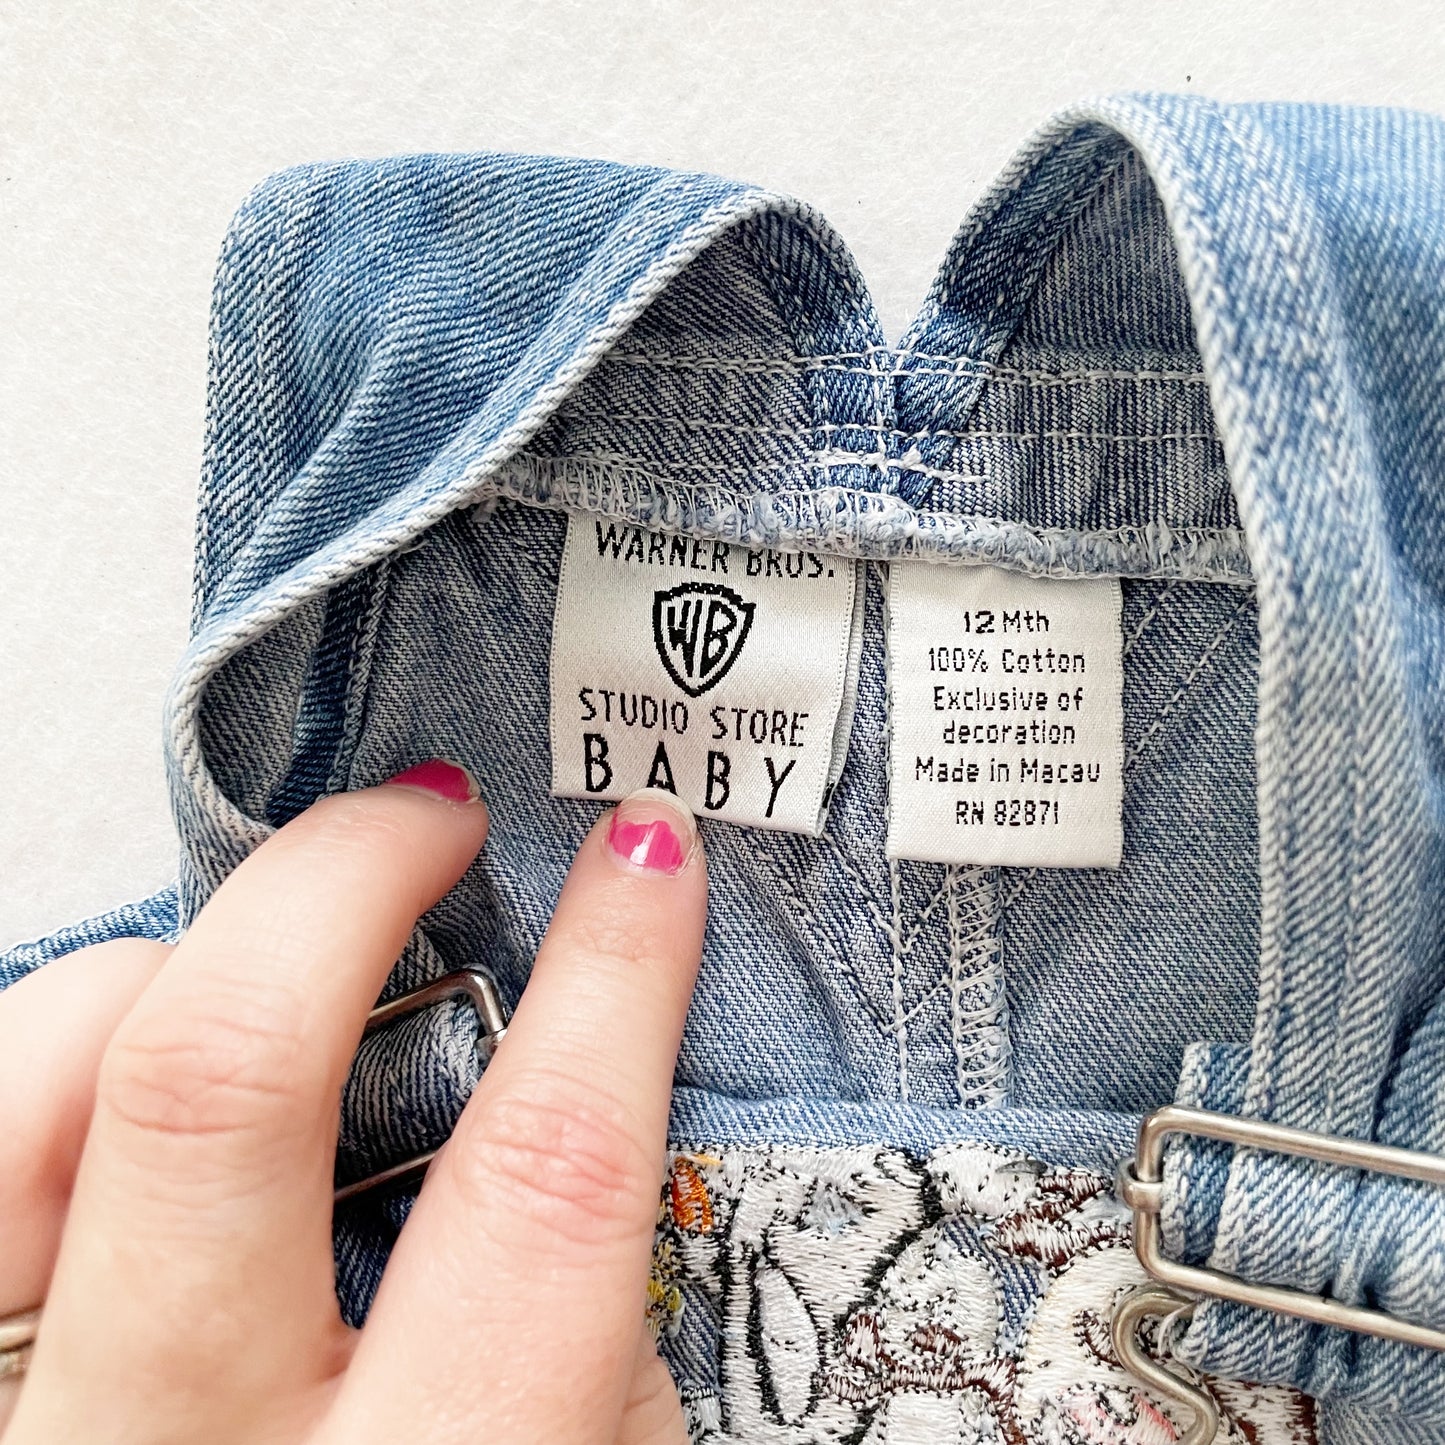 WARNER BROS.
WB
STUDIO STORE
BABY
12 Mth
100% Cotton
Exclusive of
decoration
Made in Macau
RN 82871